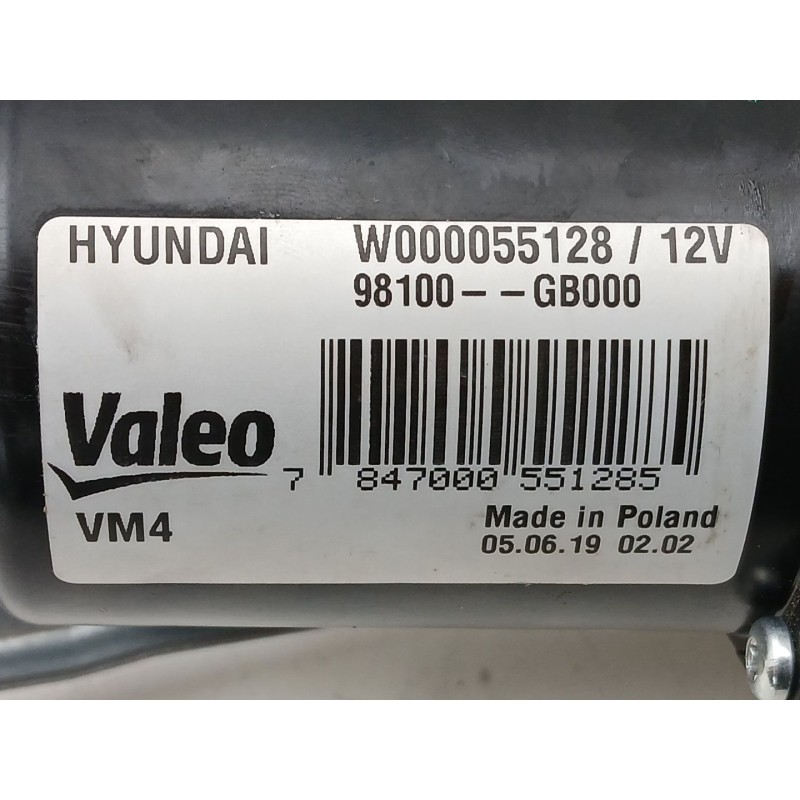 HYUNDAI W000055128 / 12V
98100--GB000
Valeo
7 847000 551285
VM4 Made in Poland
05.06.19 02.02